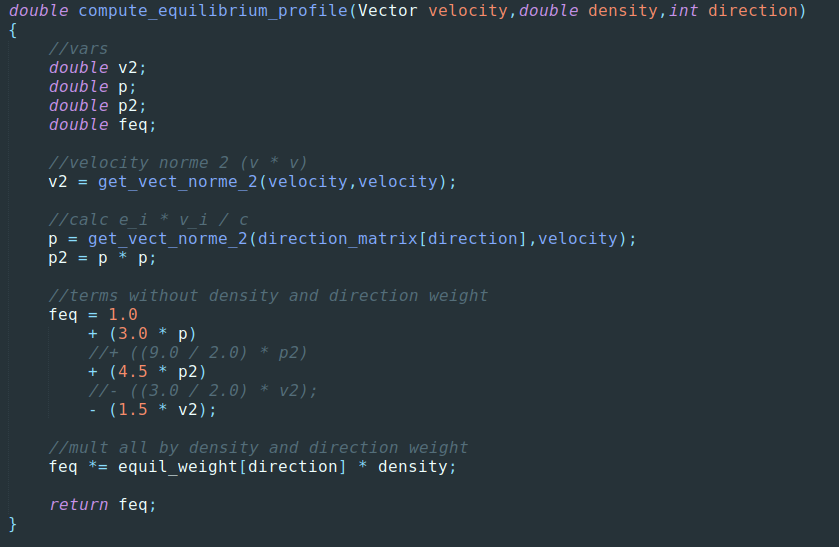 double compute_equilibrium_profile(Vector velocity,double density,int direction)
{
    //vars
    double v2;
    double p;
    double p2;
    double feq;

    //velocity norme 2 (v * v)
    v2 = get_vect_norme_2(velocity,velocity);

    //calc e_i * v_i / c
    p = get_vect_norme_2(direction_matrix[direction],velocity);
    p2 = p * p;

    //terms without density and direction weight
    feq = 1.0
        + (3.0 * p)
        //+ ((9.0 / 2.0) * p2)
        + (4.5 * p2)
        //- ((3.0 / 2.0) * v2);
        - (1.5 * v2);

    //mult all by density and direction weight
    feq *= equil_weight[direction] * density;

    return feq;
}